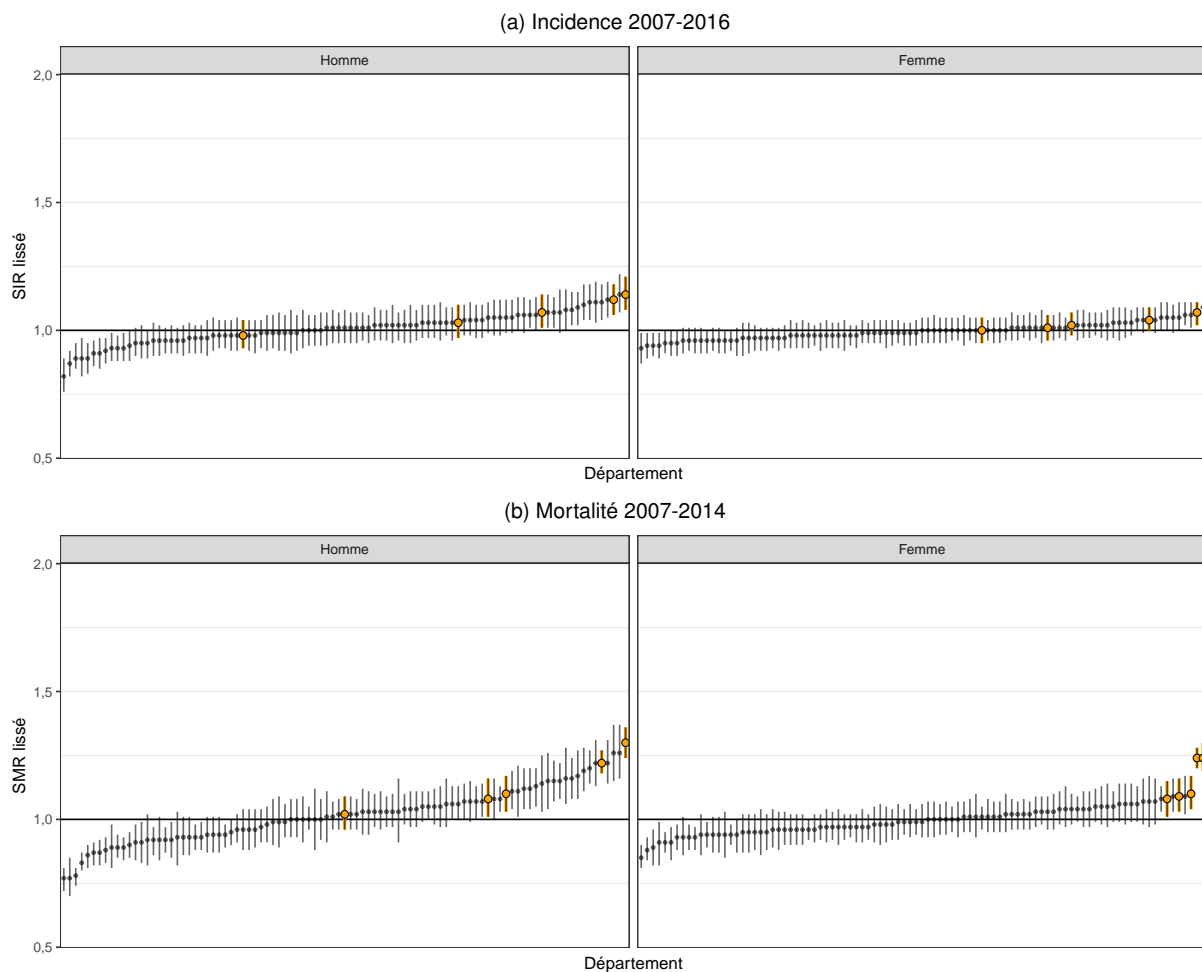 (a) Incidence 2007-2016
Homme
Femme
2,0
1,5
1,0
0,5
SIR lissé
Département
(b) Mortalité 2007-2014
Homme
Femme
2,0
1,5
1,0
0,5
SMR lissé
Département